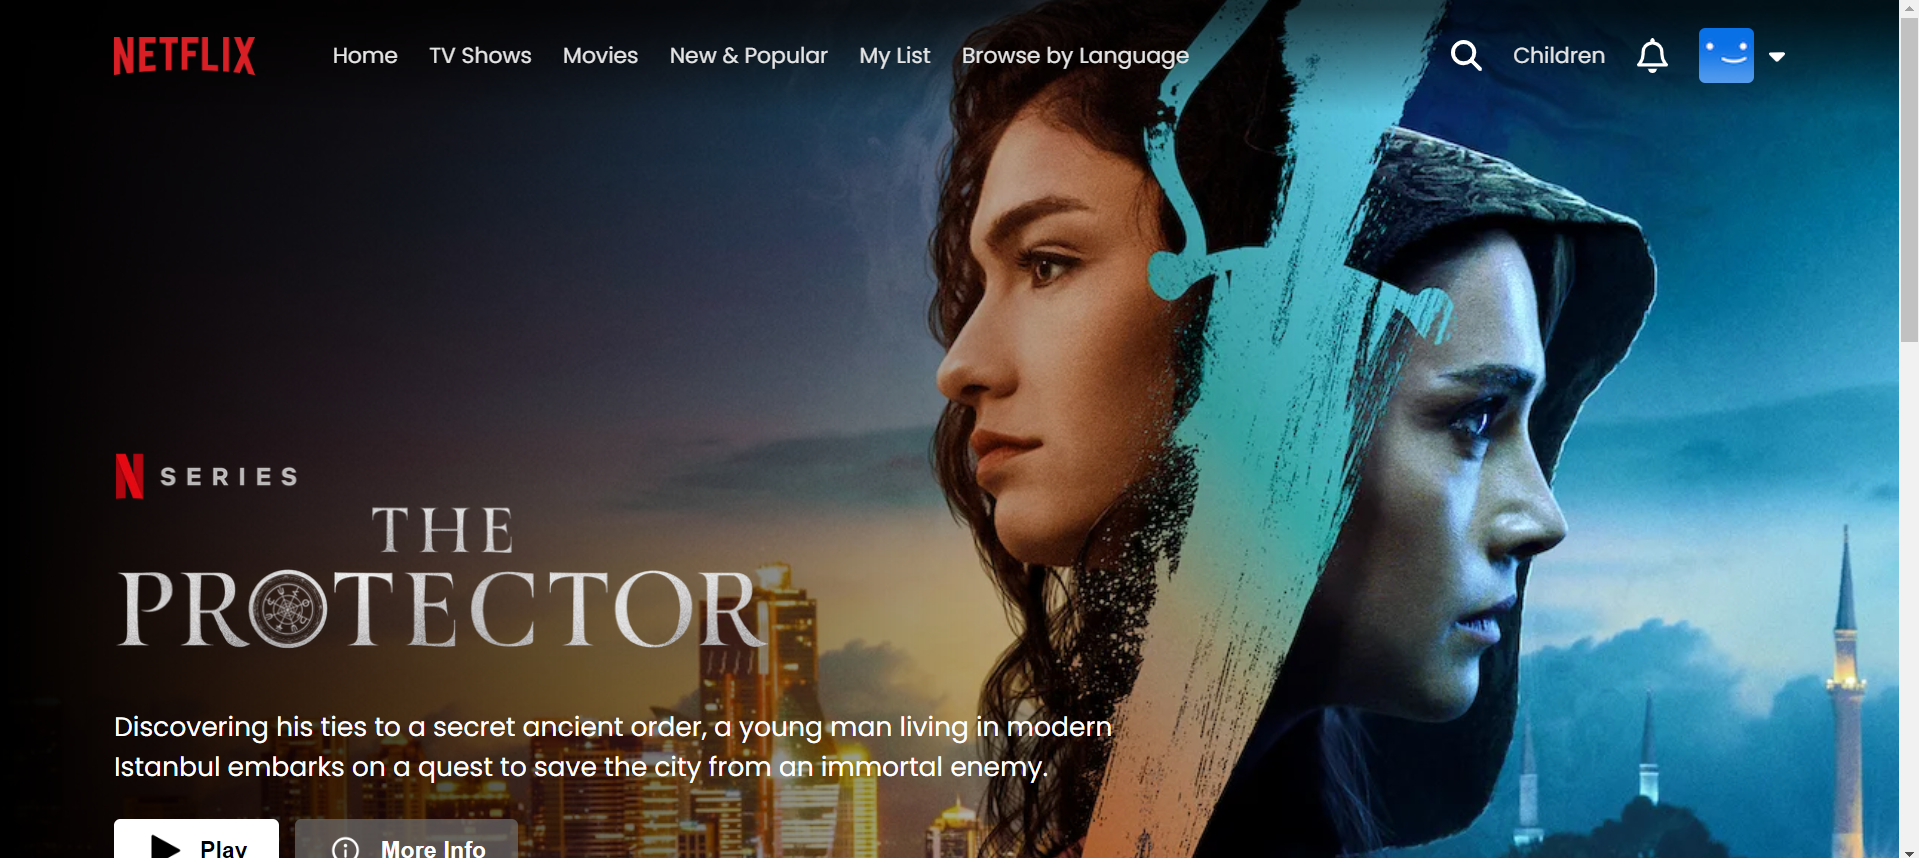 NETFLIX Home TV Shows Movies New & Popular My List Browse by Language Children
N SERIES
THE
PROTECTOR
Discovering his ties to a secret ancient order, a young man living in modern
Istanbul embarks on a quest to save the city from an immortal enemy.
Play More Info